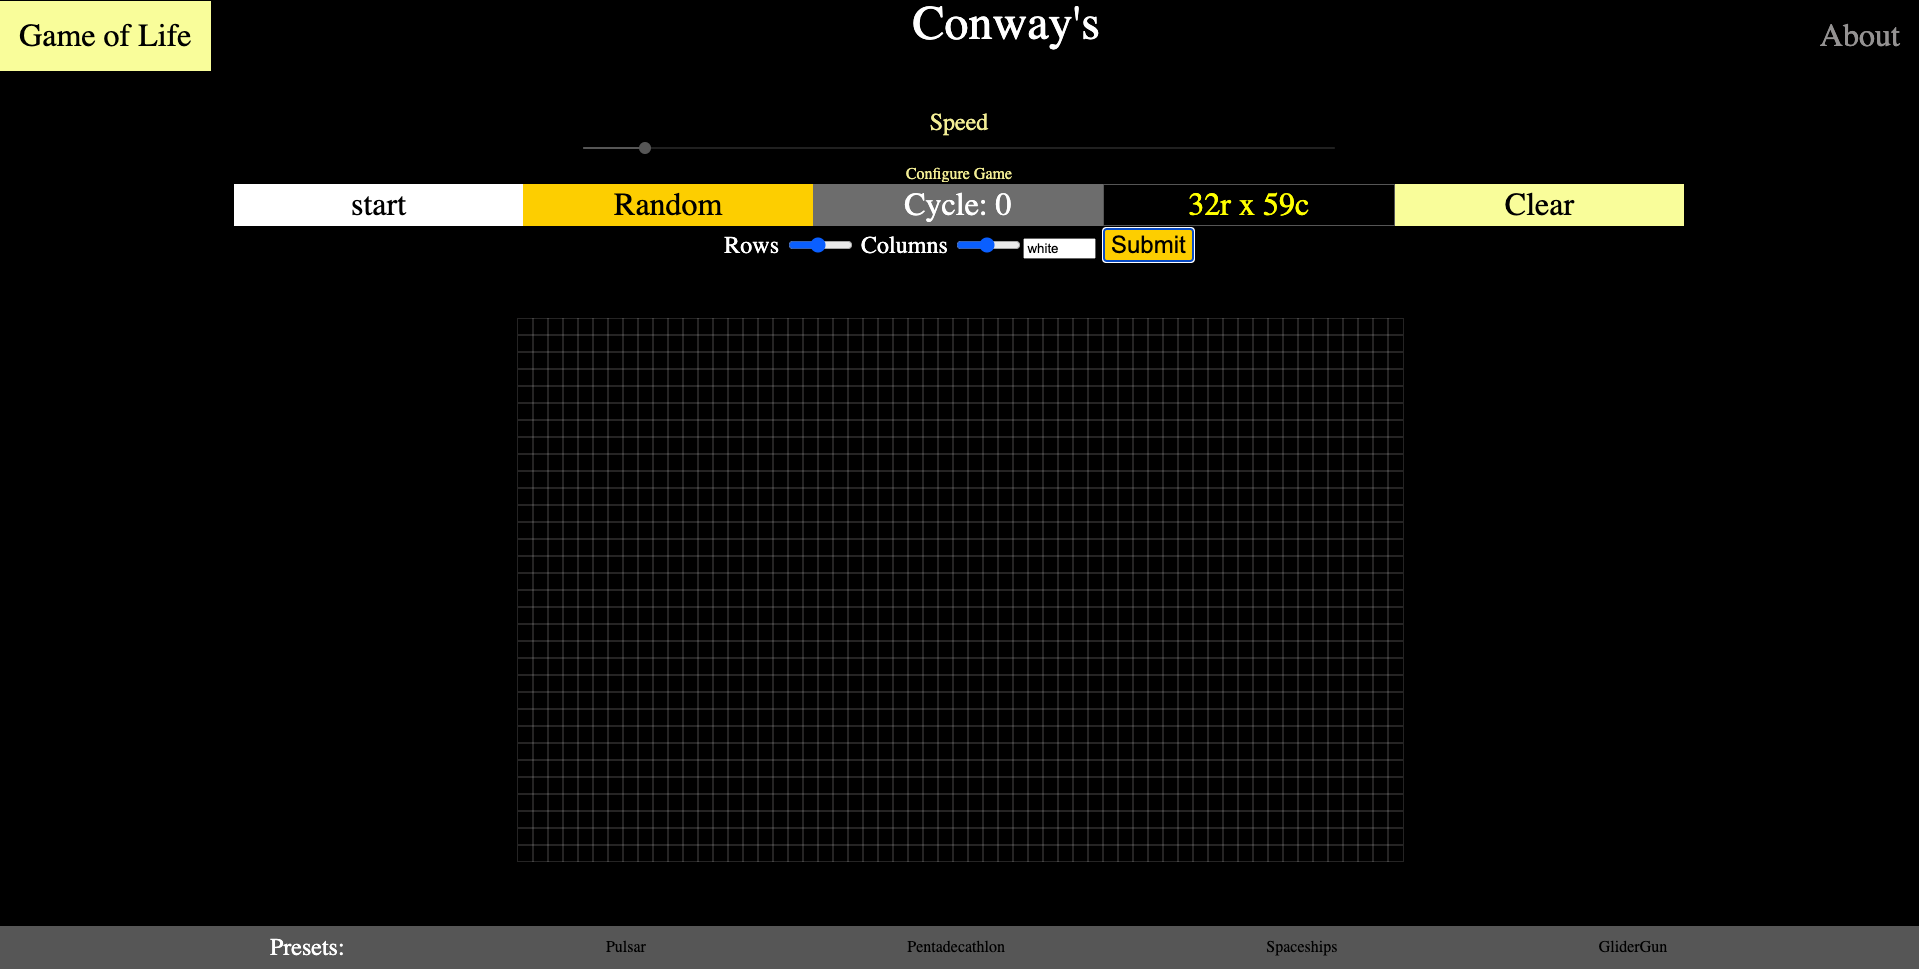 Game of Life
Conway's
About
Speed
Configure Game
start
Random
Cycle: 0
32r x 59c
Clear
Rows
Columns
white
Submit
Presets:
Pulsar
Pentadecathlon
Spaceships
GliderGun